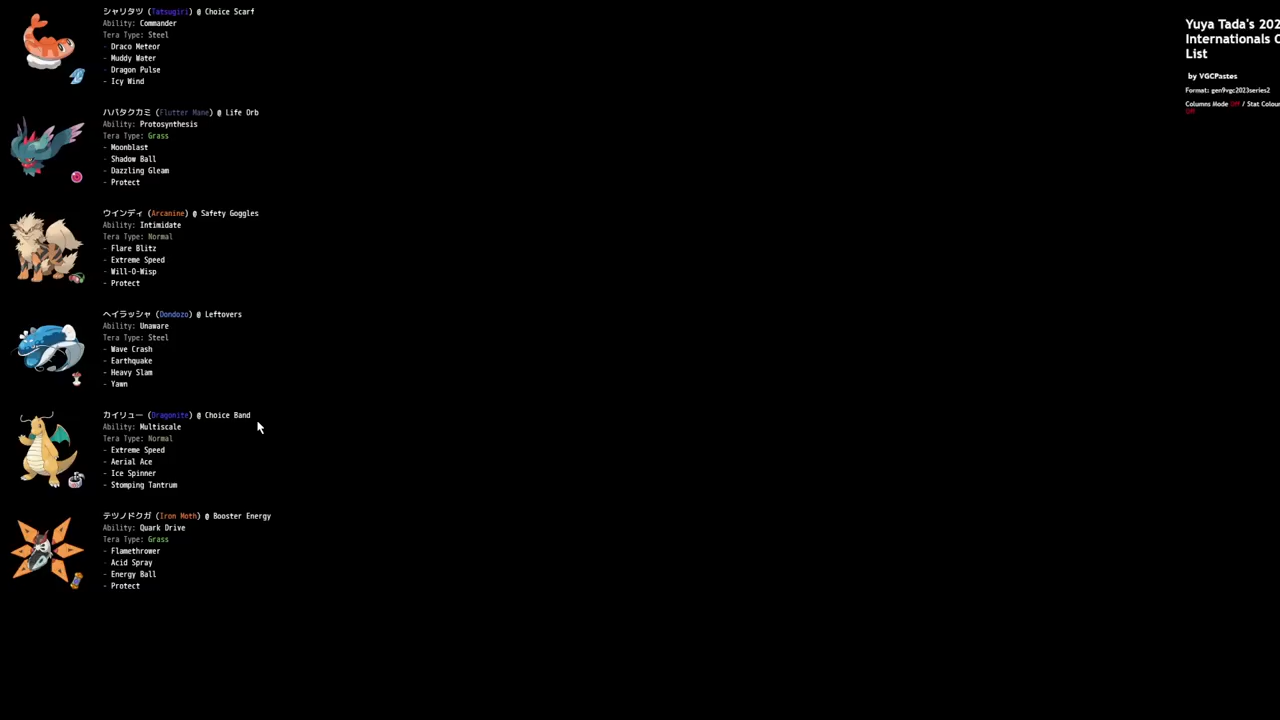 シャリタツ (Tatsugiri) @ Choice Scarf
Ability: Commander
Tera Type: Steel
- Draco Meteor
- Muddy Water
- Dragon Pulse
- Icy Wind
ハバタクカミ (Flutter Mane) @ Life Orb
Ability: Protosynthesis
Tera Type: Grass
- Moonblast
- Shadow Ball
- Dazzling Gleam
- Protect
ウインディ (Arcanine) @ Safety Goggles
Ability: Intimidate
Tera Type: Normal
- Flare Blitz
- Extreme Speed
- Will-O-Wisp
- Protect
ヘイラッシャ (Dondozo) @ Leftovers
Ability: Unaware
Tera Type: Steel
- Wave Crash
- Earthquake
- Heavy Slam
- Yawn
カイリュー (Dragonite) @ Choice Band
Ability: Multiscale
Tera Type: Normal
- Extreme Speed
- Aerial Ace
- Ice Spinner
- Stomping Tantrum
テツノドクガ (Iron Moth) @ Booster Energy
Ability: Quark Drive
Tera Type: Grass
- Flamethrower
- Acid Spray
- Energy Ball
- Protect
Yuya Tada's 202
Internationals O
List
by VGCPastes
Format: gen9vgc2023series2
Columns Mode Off / Stat Colour
Off